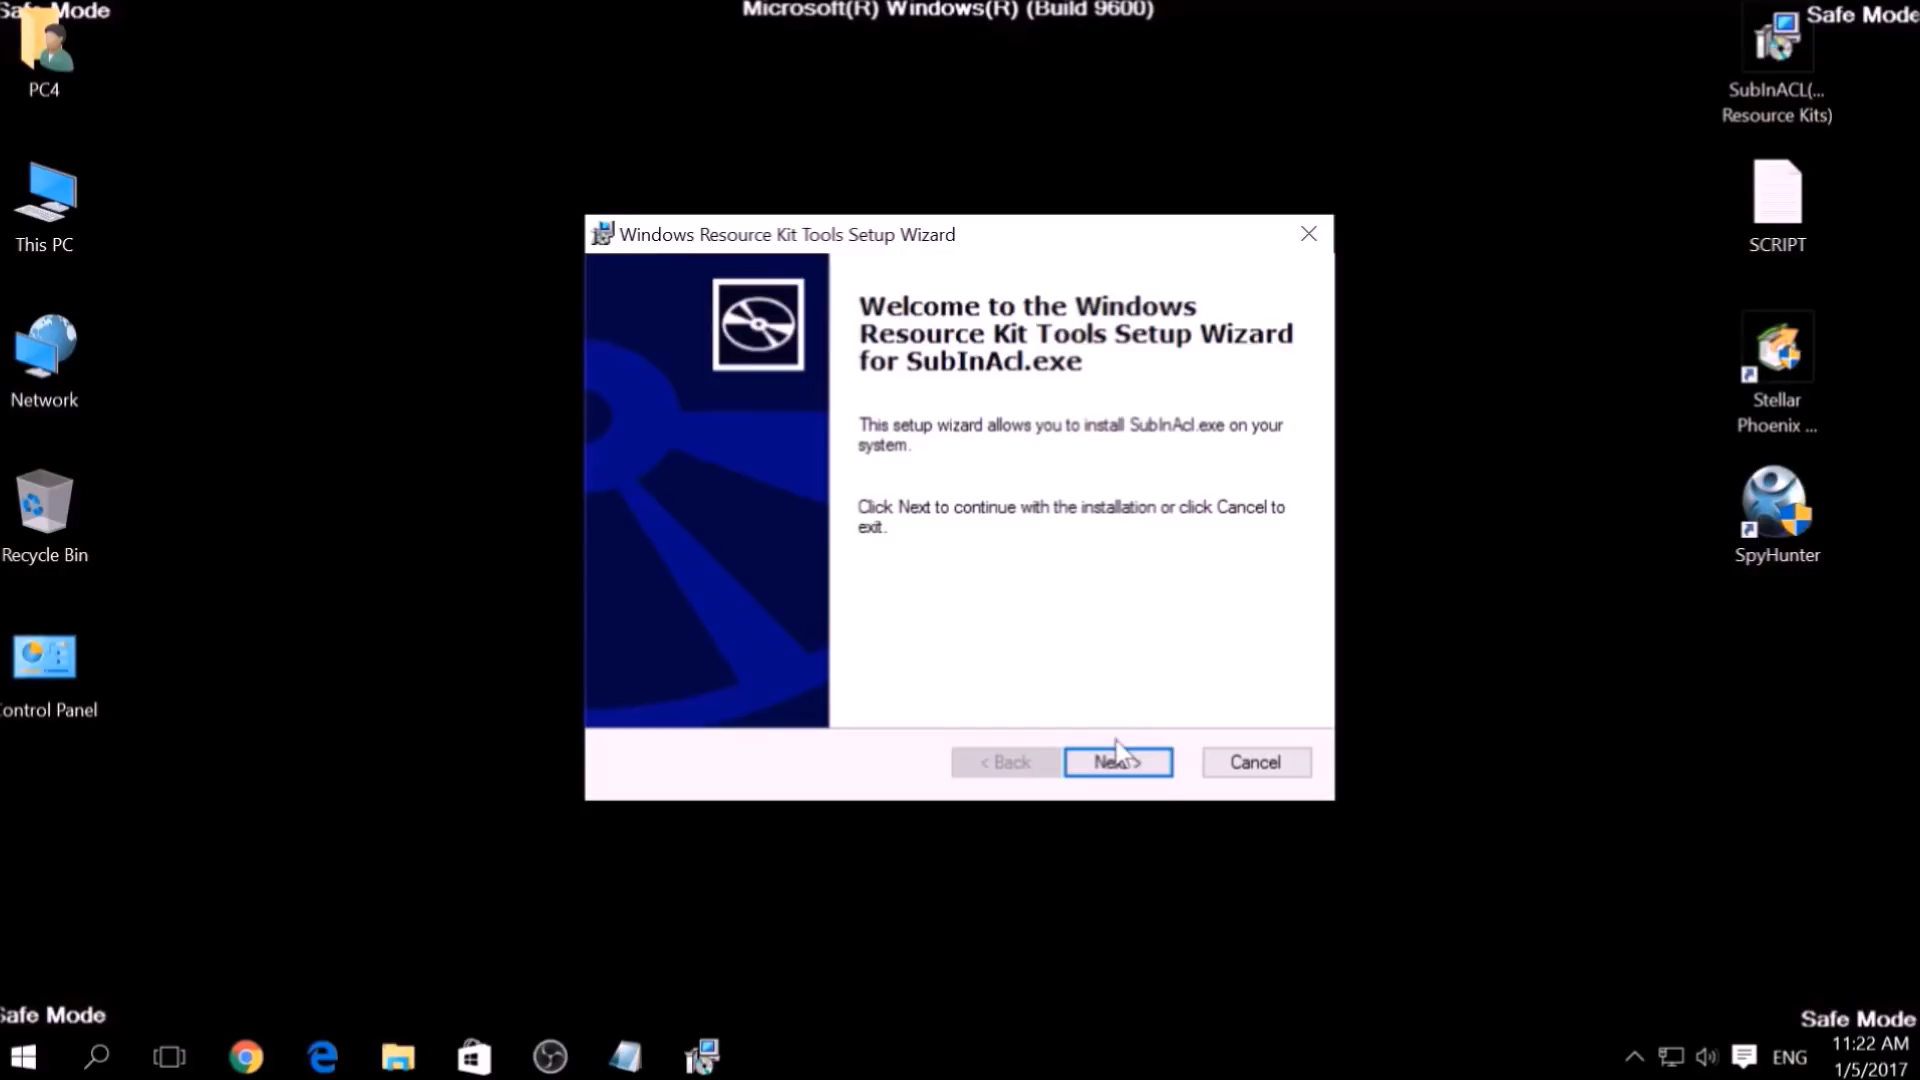 Safe Mode
Microsoft(R) Windows(R) (Build 9600)
Safe Mode
PC4
This PC
Network
Recycle Bin
Control Panel
SubInACL(...
Resource Kits)
SCRIPT
Stellar
Phoenix ...
SpyHunter
Windows Resource Kit Tools Setup Wizard
Welcome to the Windows
Resource Kit Tools Setup Wizard
for SubInAcl.exe
This setup wizard allows you to install SubInAcl.exe on your
system.
Click Next to continue with the installation or click Cancel to
exit.
< Back
Next >
Cancel
Safe Mode
Safe Mode
ENG
11:22 AM
1/5/2017